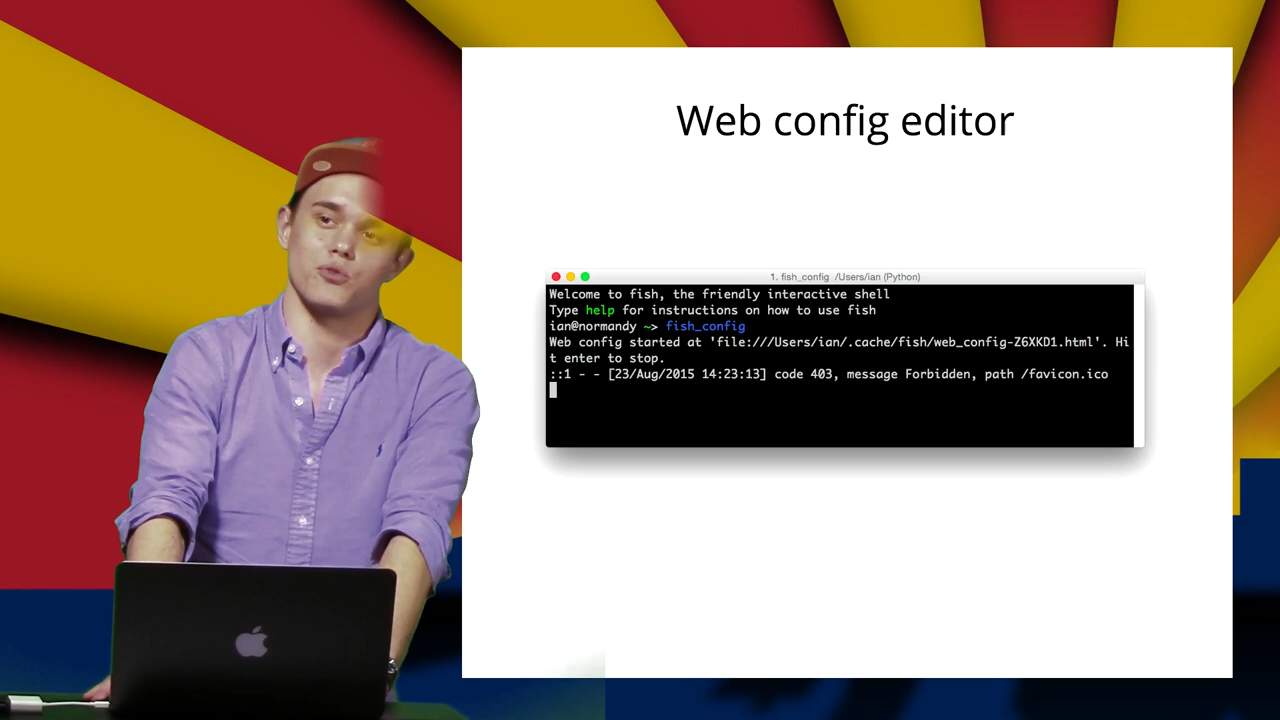 Web config editor
1. fish_config /Users/ian (Python)
Welcome to fish, the friendly interactive shell
Type help for instructions on how to use fish
ian@normandy ~> fish_config
Web config started at 'file:///Users/ian/.cache/fish/web_config-Z6XKD1.html'. Hi
t enter to stop.
::1 - - [23/Aug/2015 14:23:13] code 403, message Forbidden, path /favicon.ico